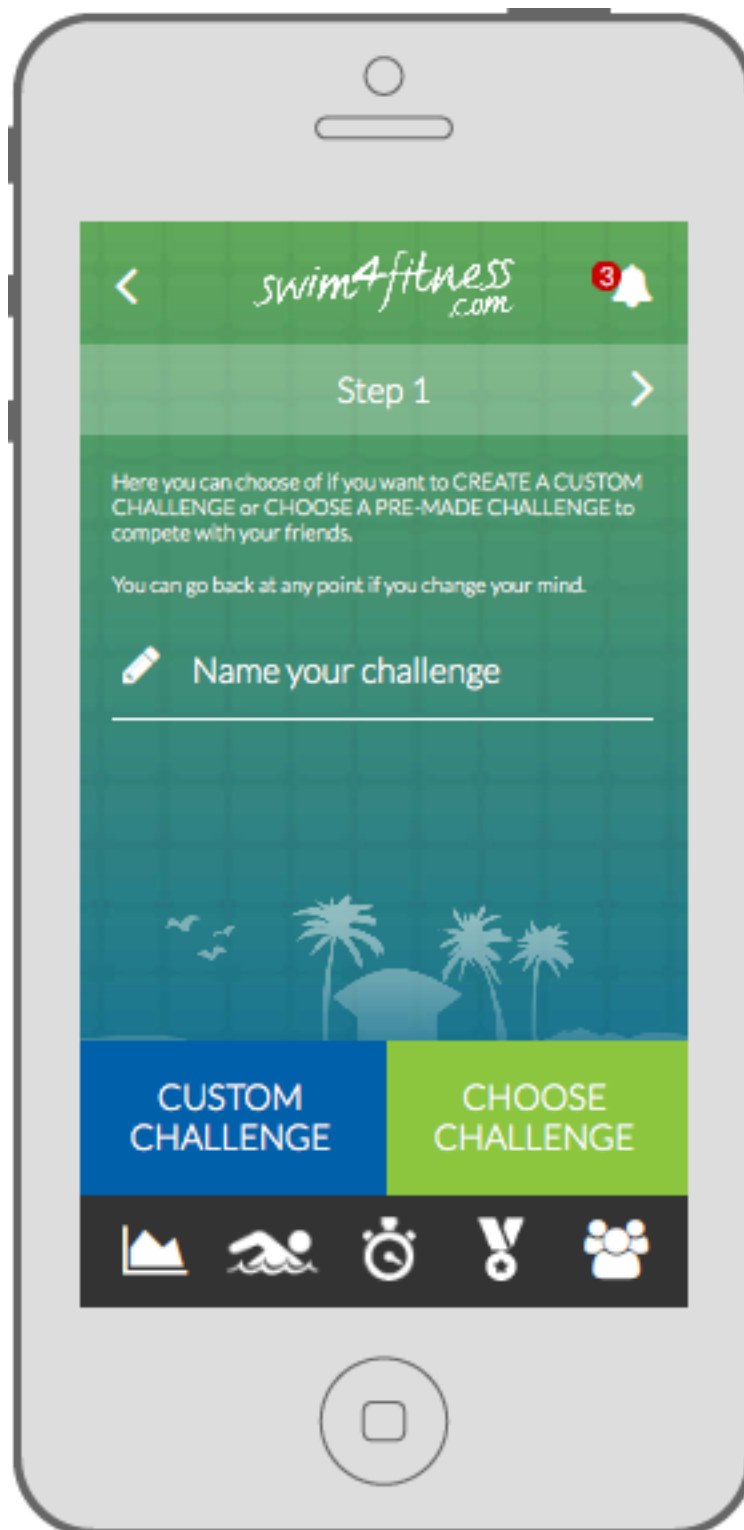 swim4fitness
.com
3
Step 1
Here you can choose of if you want to CREATE A CUSTOM
CHALLENGE or CHOOSE A PRE-MADE CHALLENGE to
compete with your friends.
You can go back at any point if you change your mind.
Name your challenge
CUSTOM
CHALLENGE
CHOOSE
CHALLENGE